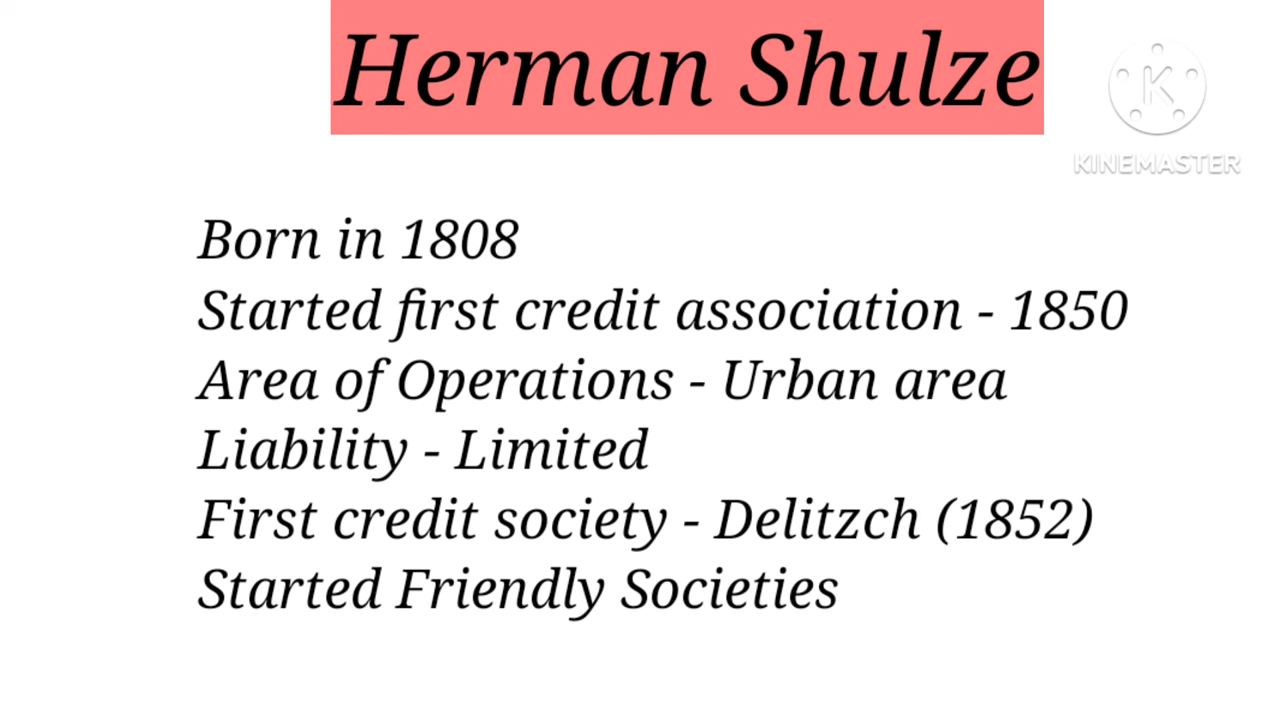 Herman Shulze
KINEMASTER
Born in 1808
Started first credit association - 1850
Area of Operations - Urban area
Liability - Limited
First credit society - Delitzch (1852)
Started Friendly Societies